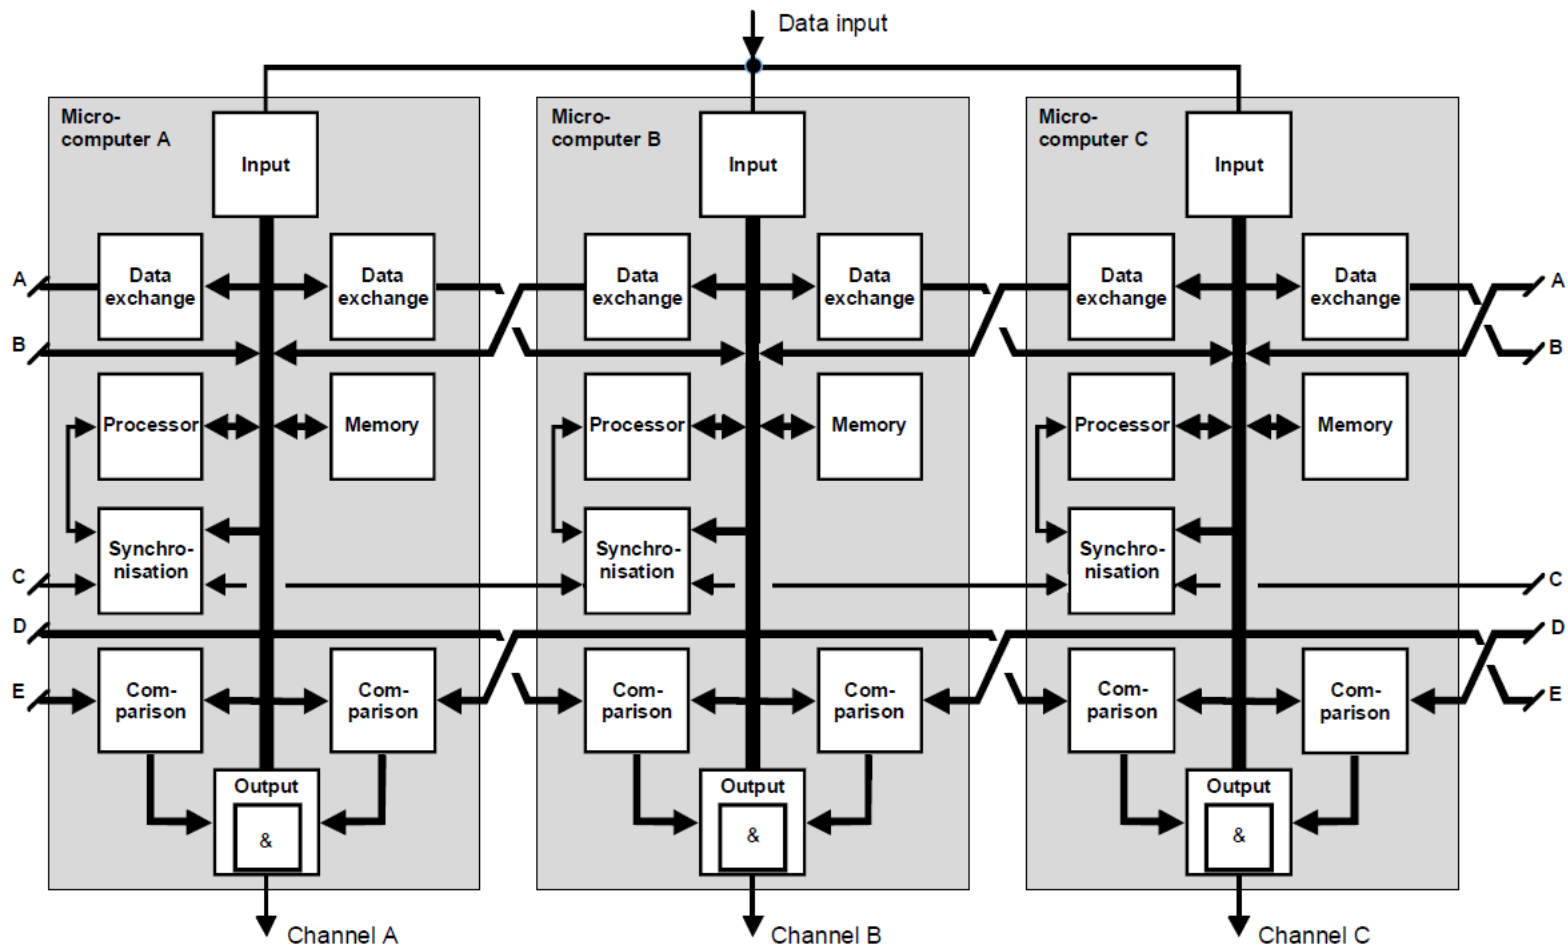 Data input
Micro-
computer A
Micro-
computer B
Micro-
computer C
Input
Input
Input
Data
exchange
Data
exchange
Data
exchange
Data
exchange
Data
exchange
Data
exchange
A
A
B
B
Processor
Memory
Processor
Memory
Processor
Memory
Synchro-
nisation
Synchro-
nisation
Synchro-
nisation
C
C
D
D
E
E
Com-
parison
Com-
parison
Com-
parison
Com-
parison
Com-
parison
Com-
parison
Output
&
Output
&
Output
&
Channel A
Channel B
Channel C